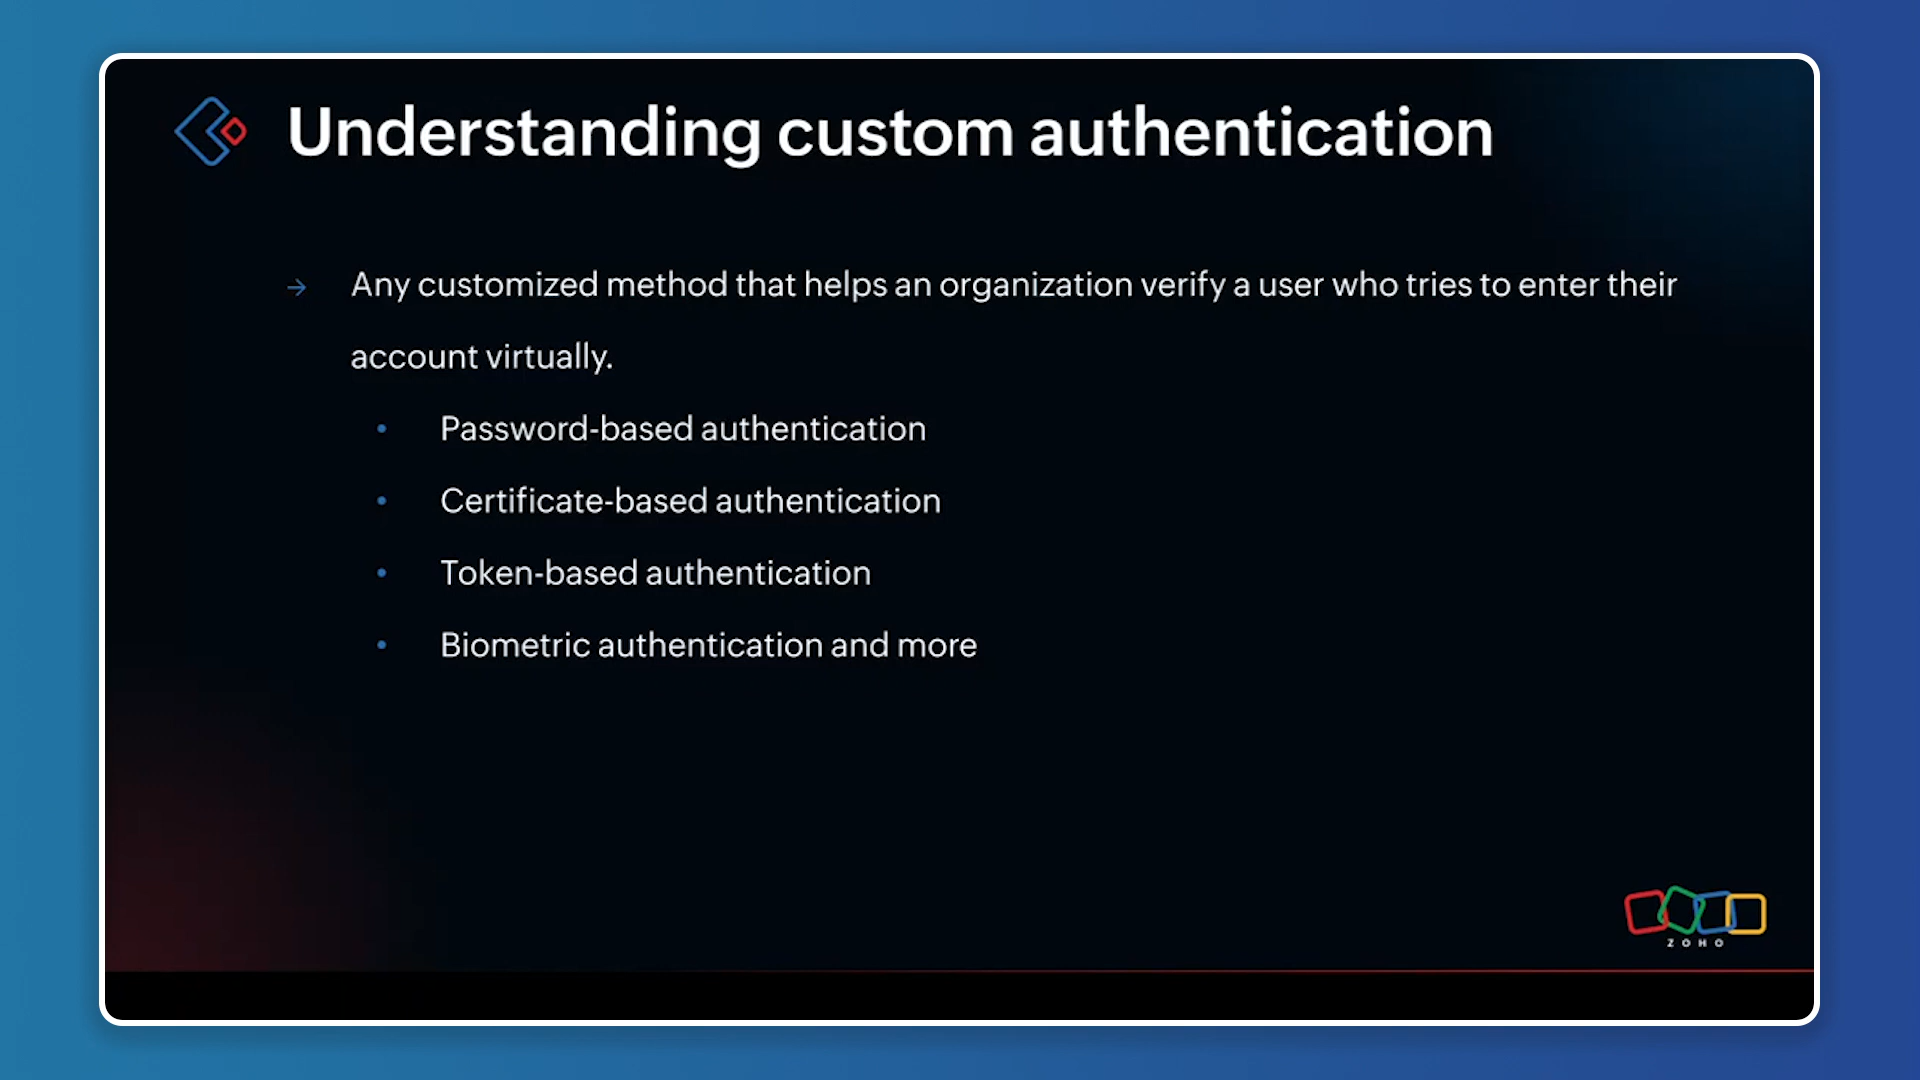 Understanding custom authentication
→ Any customized method that helps an organization verify a user who tries to enter their
account virtually.
• Password-based authentication
• Certificate-based authentication
• Token-based authentication
• Biometric authentication and more
ZOHO